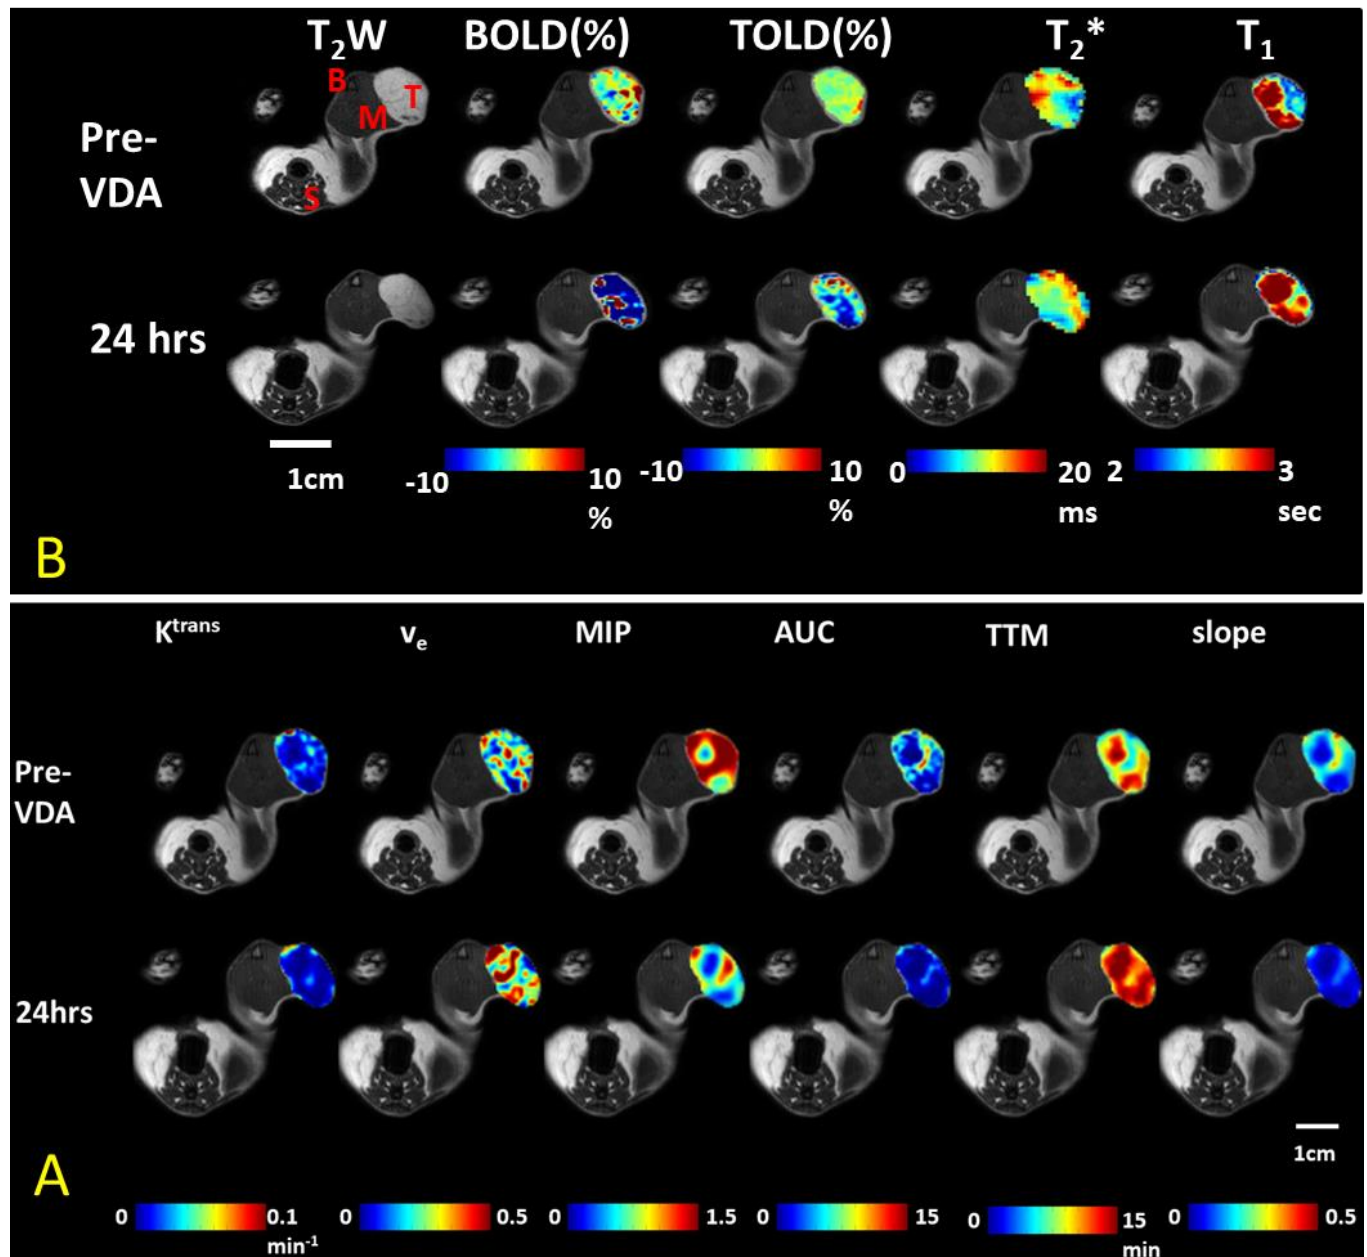 T₂W BOLD(%) TOLD(%) T₂* T₁
B
T
M
Pre-
VDA
S
24 hrs
1cm
-10 10
%
-10 10
%
0 20
ms
2 3
sec
B
Kᵗʳᵃⁿˢ vₑ MIP AUC TTM slope
Pre-
VDA
24hrs
1cm
A
0 0.1
min⁻¹
0 0.5
0 1.5
0 15
0 15
min
0 0.5